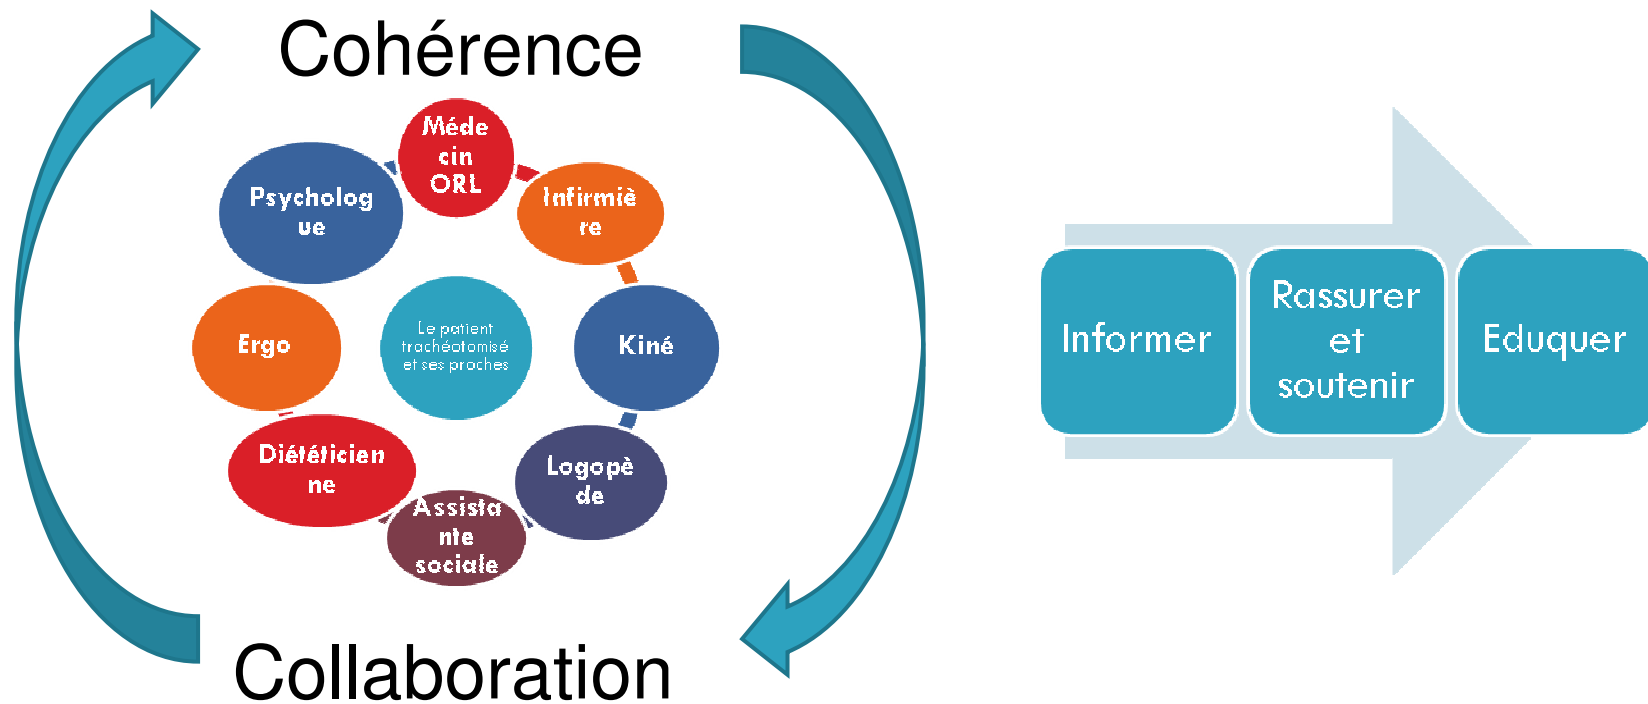 Cohérence
Méde
cin
ORL
Infirmiè
re
Kiné
Logopè
de
Assista
nte
sociale
Diététicien
ne
Ergo
Psycholog
ue
Le patient
trachéotomisé
et ses proches
Collaboration
Informer
Rassurer
et
soutenir
Eduquer